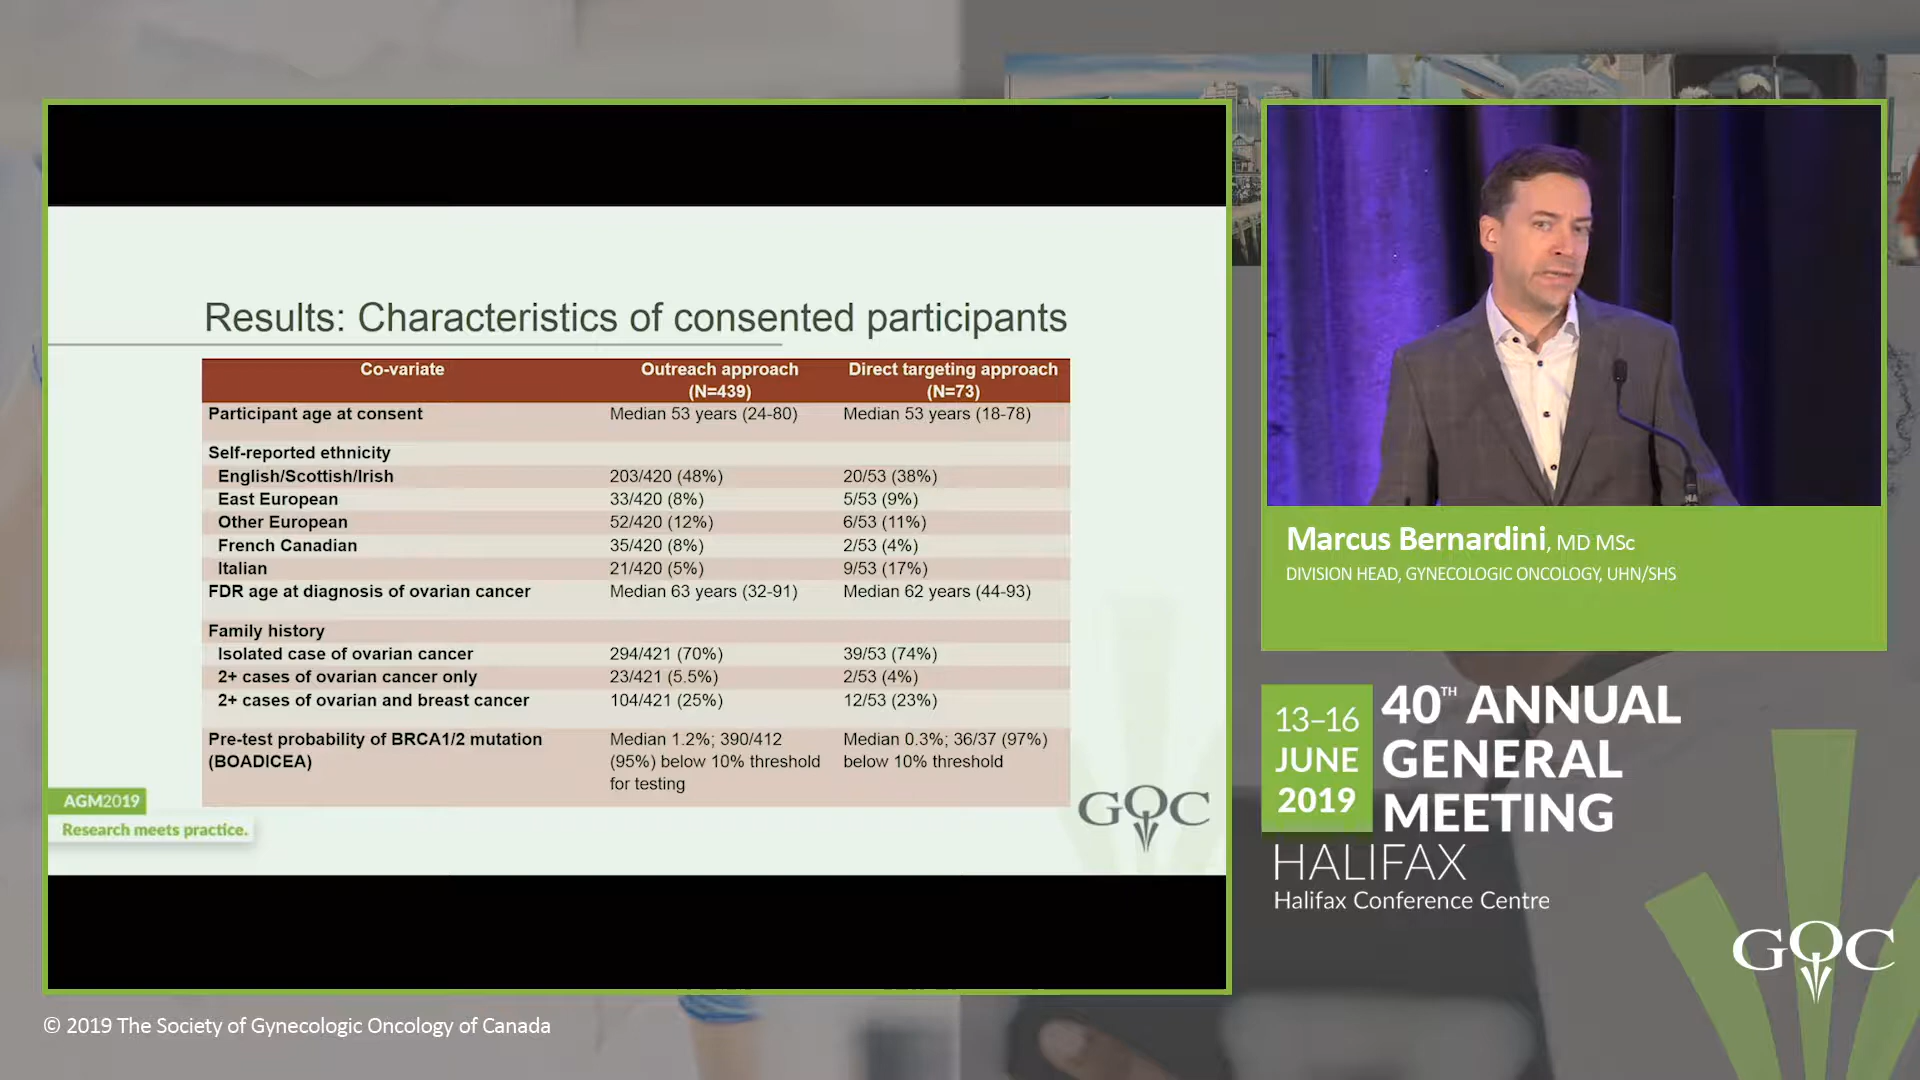 Results: Characteristics of consented participants
Co-variate Outreach approach (N=439) Direct targeting approach (N=73)
Participant age at consent Median 53 years (24-80) Median 53 years (18-78)
Self-reported ethnicity
English/Scottish/Irish 203/420 (48%) 20/53 (38%)
East European 33/420 (8%) 5/53 (9%)
Other European 52/420 (12%) 6/53 (11%)
French Canadian 35/420 (8%) 2/53 (4%)
Italian 21/420 (5%) 9/53 (17%)
FDR age at diagnosis of ovarian cancer Median 63 years (32-91) Median 62 years (44-93)
Family history
Isolated case of ovarian cancer 294/421 (70%) 39/53 (74%)
2+ cases of ovarian cancer only 23/421 (5.5%) 2/53 (4%)
2+ cases of ovarian and breast cancer 104/421 (25%) 12/53 (23%)
Pre-test probability of BRCA1/2 mutation (BOADICEA) Median 1.2%; 390/412 (95%) below 10% threshold for testing Median 0.3%; 36/37 (97%) below 10% threshold
AGM2019
Research meets practice.
GOC
Marcus Bernardini, MD MSc
DIVISION HEAD, GYNECOLOGIC ONCOLOGY, UHN/SHS
13–16
JUNE
2019
40TH ANNUAL
GENERAL
MEETING
HALIFAX
Halifax Conference Centre
GOC
© 2019 The Society of Gynecologic Oncology of Canada